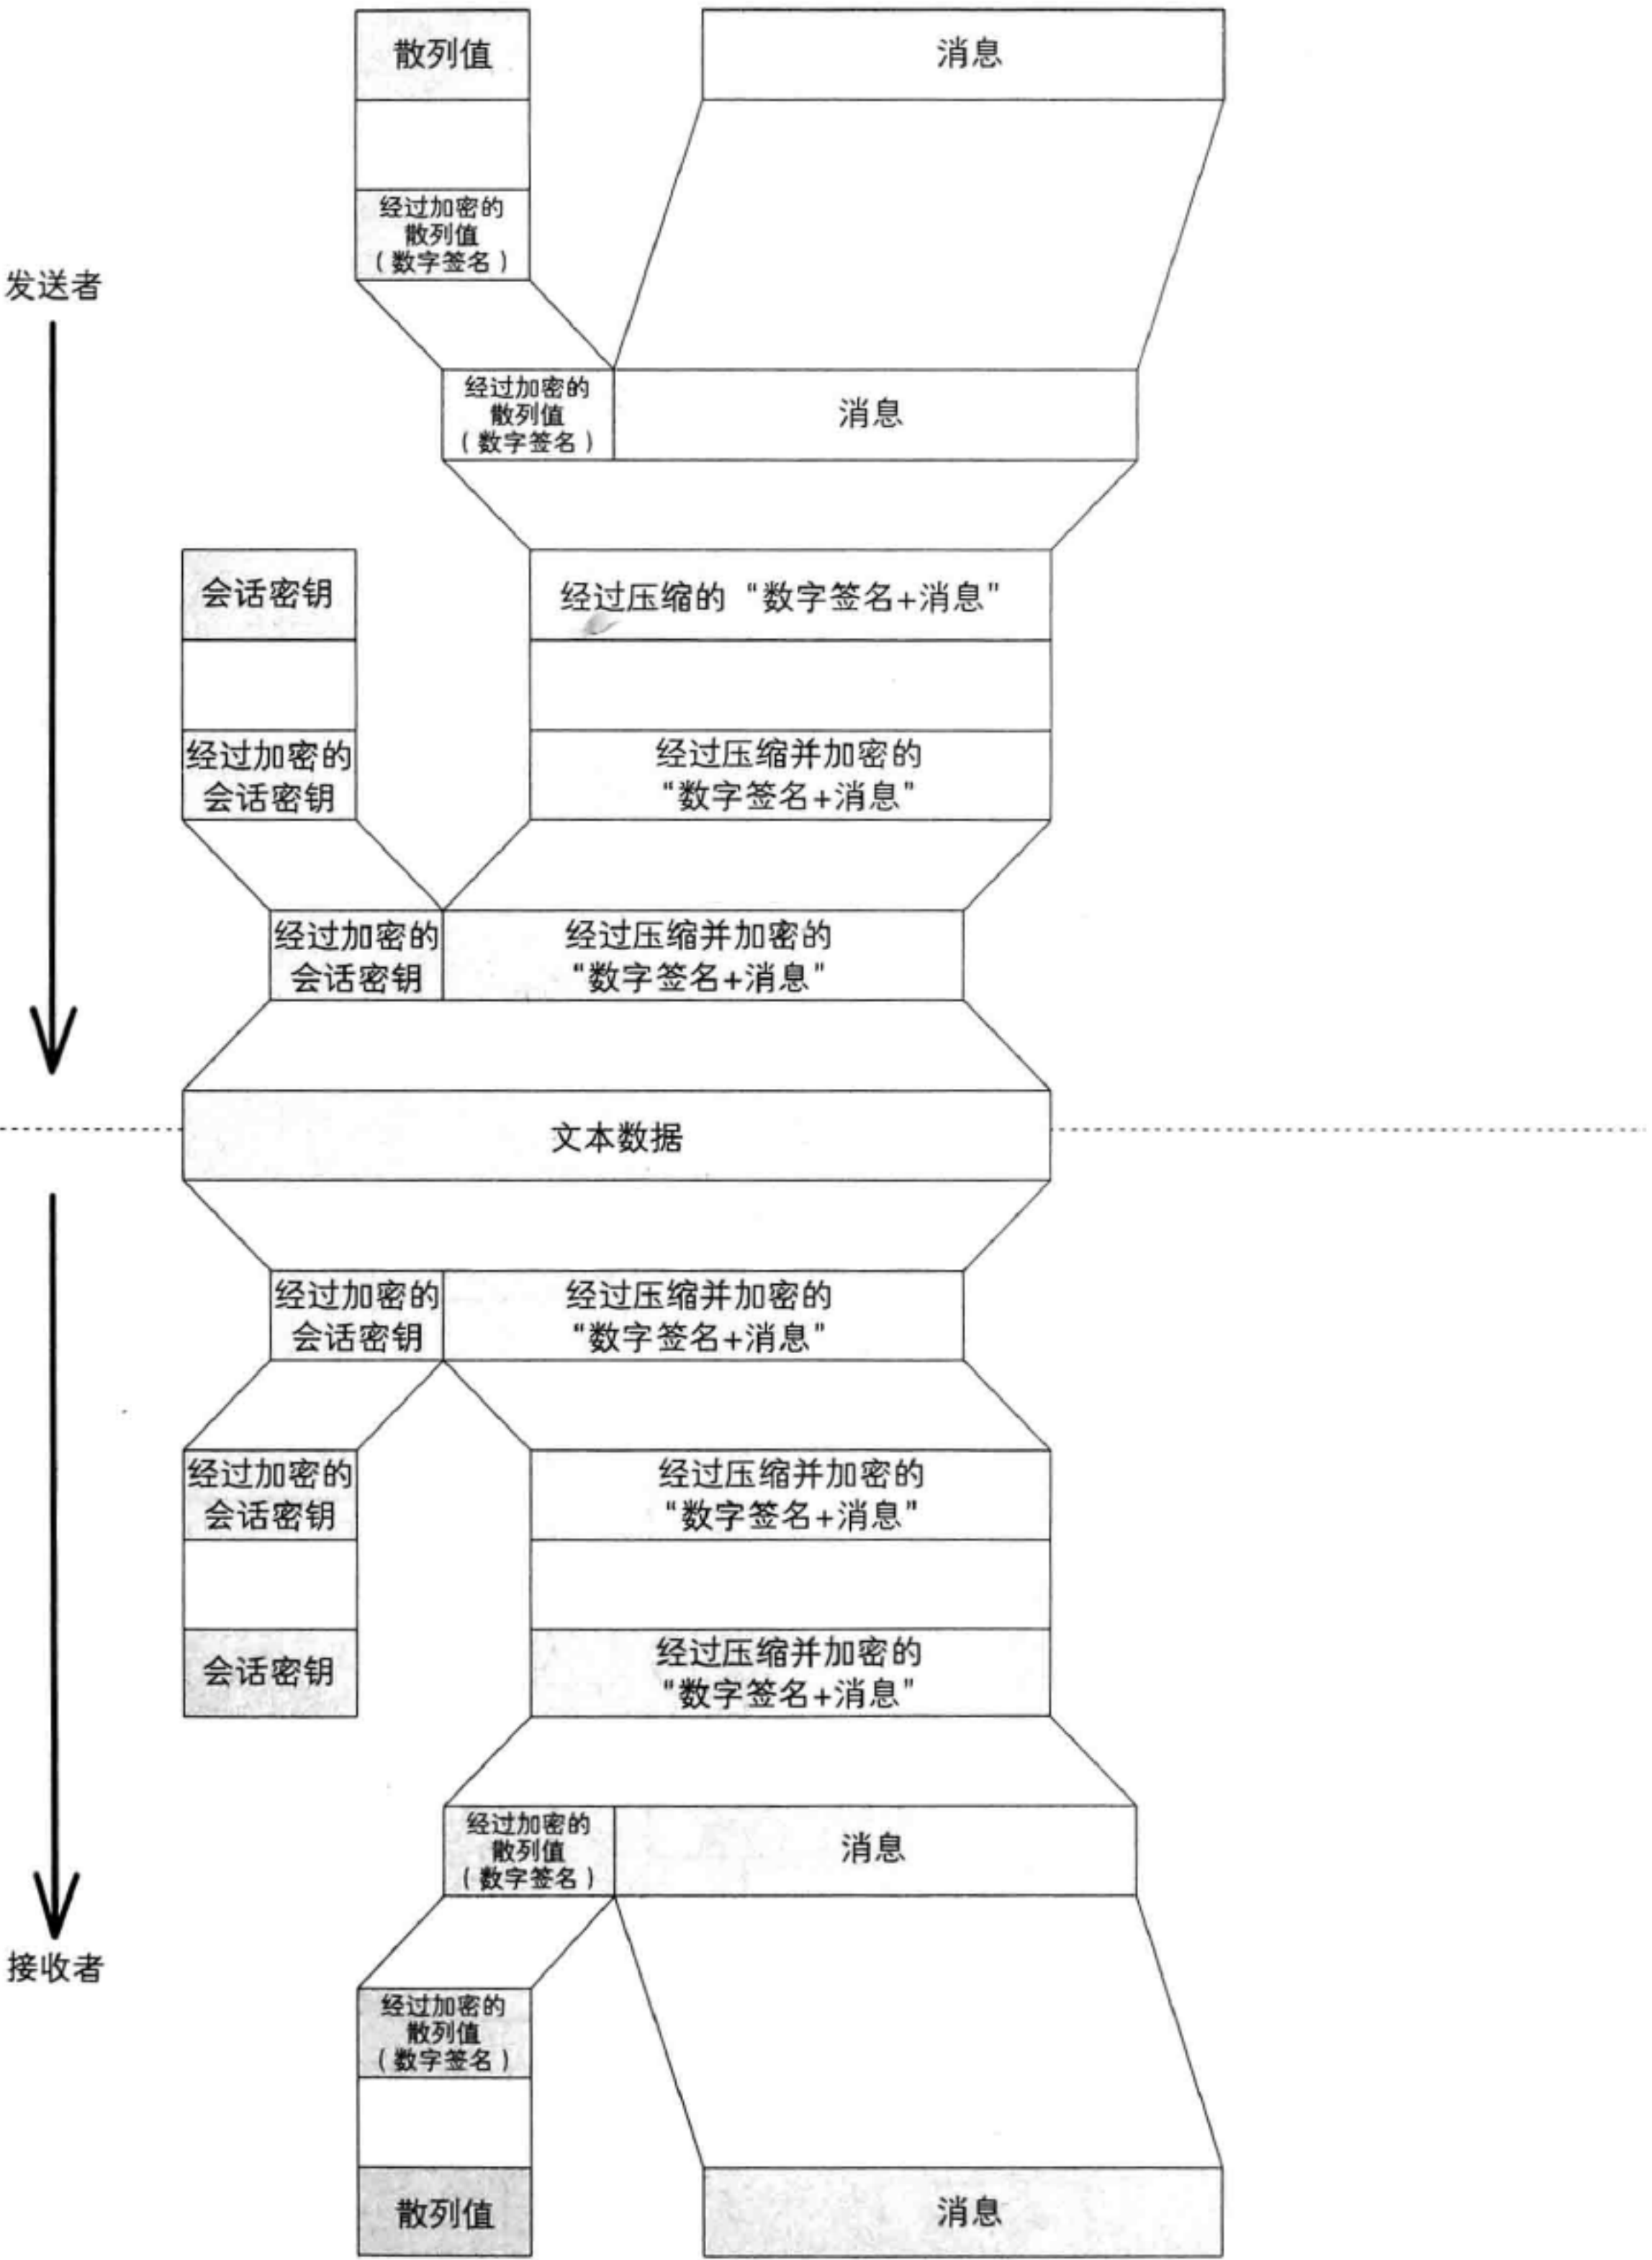 散列值
消息
经过加密的
散列值
(数字签名)
发送者
经过加密的
散列值
(数字签名)
消息
会话密钥
经过压缩的“数字签名+消息”
经过加密的
会话密钥
经过压缩并加密的
“数字签名+消息”
经过加密的
会话密钥
经过压缩并加密的
“数字签名+消息”
文本数据
经过加密的
会话密钥
经过压缩并加密的
“数字签名+消息”
经过加密的
会话密钥
经过压缩并加密的
“数字签名+消息”
会话密钥
经过压缩并加密的
“数字签名+消息”
经过加密的
散列值
(数字签名)
消息
接收者
经过加密的
散列值
(数字签名)
散列值
消息